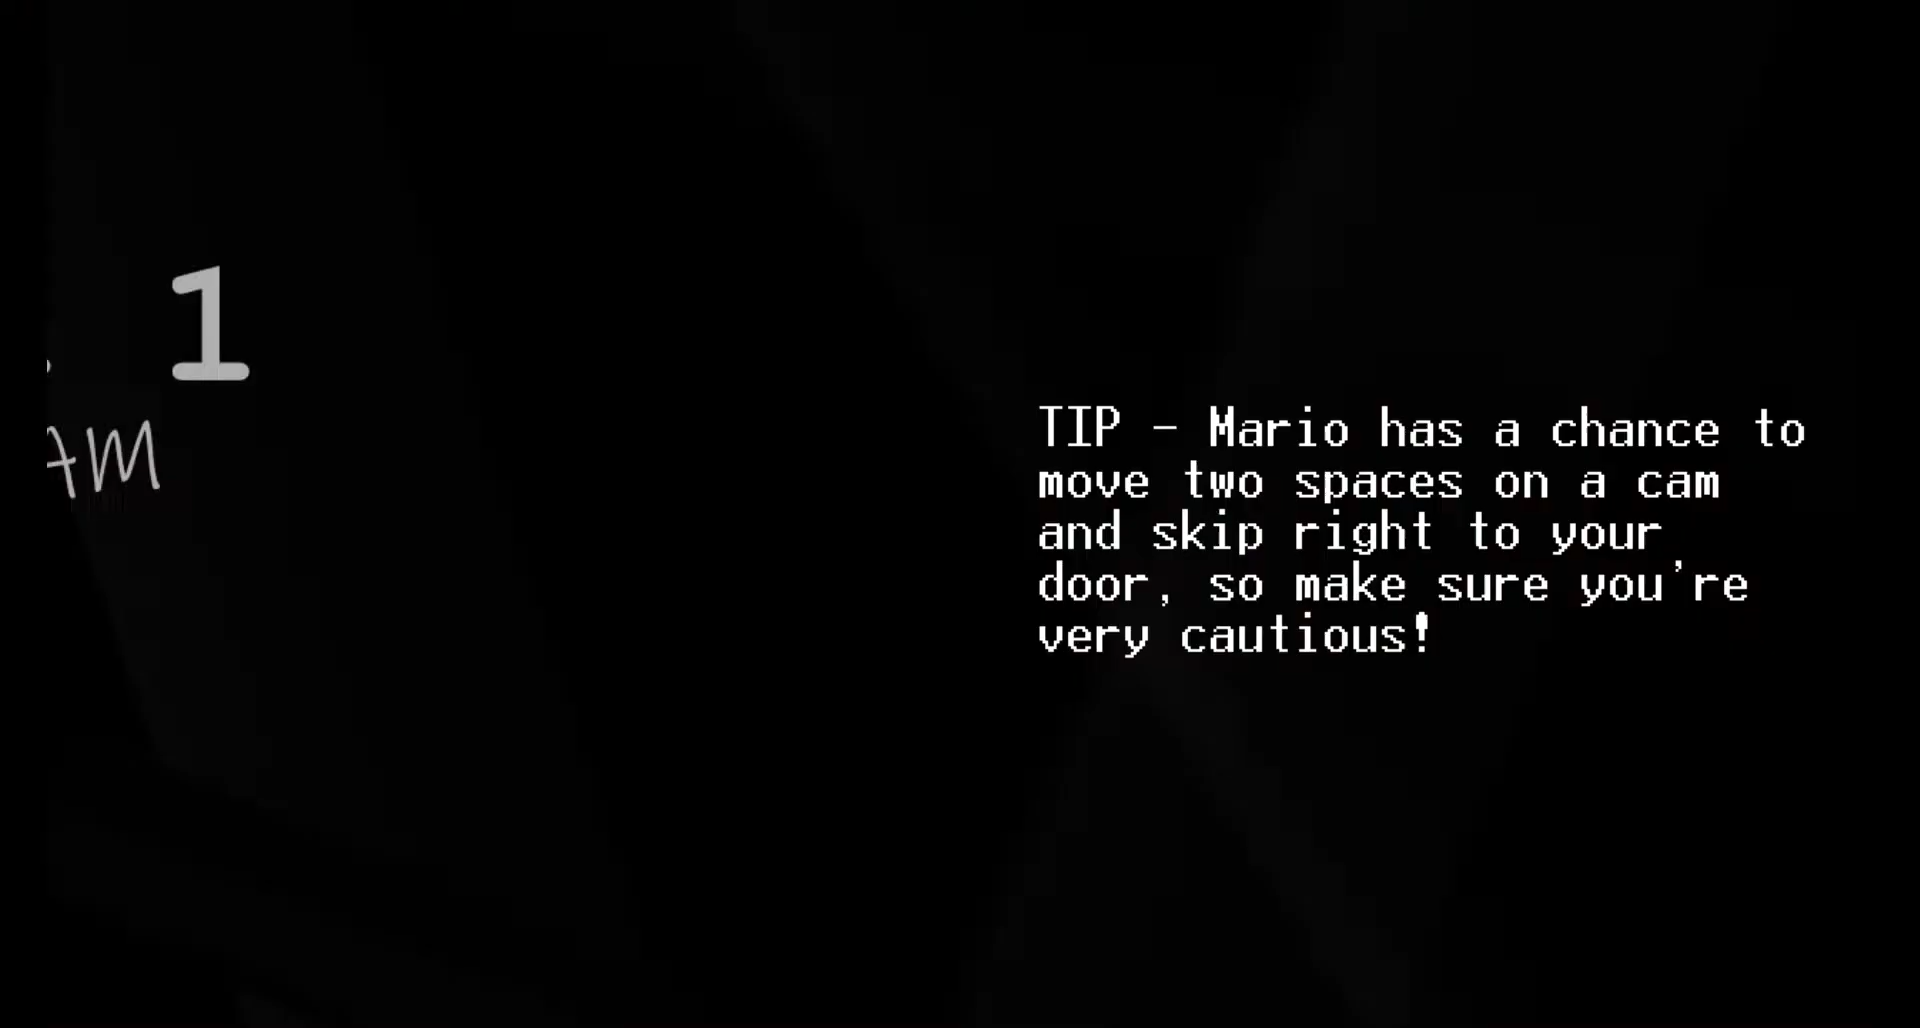 1
AM
TIP - Mario has a chance to
move two spaces on a cam
and skip right to your
door, so make sure you're
very cautious!